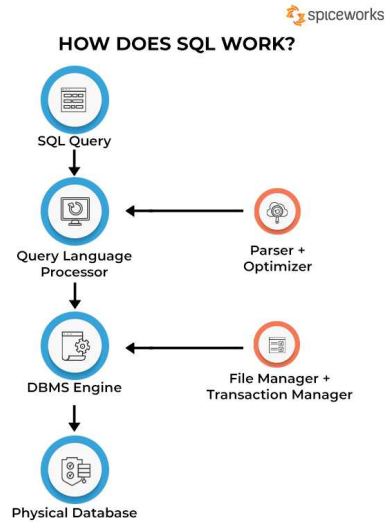 spiceworks
HOW DOES SQL WORK?
SQL Query
Query Language
Processor
Parser +
Optimizer
DBMS Engine
File Manager +
Transaction Manager
Physical Database